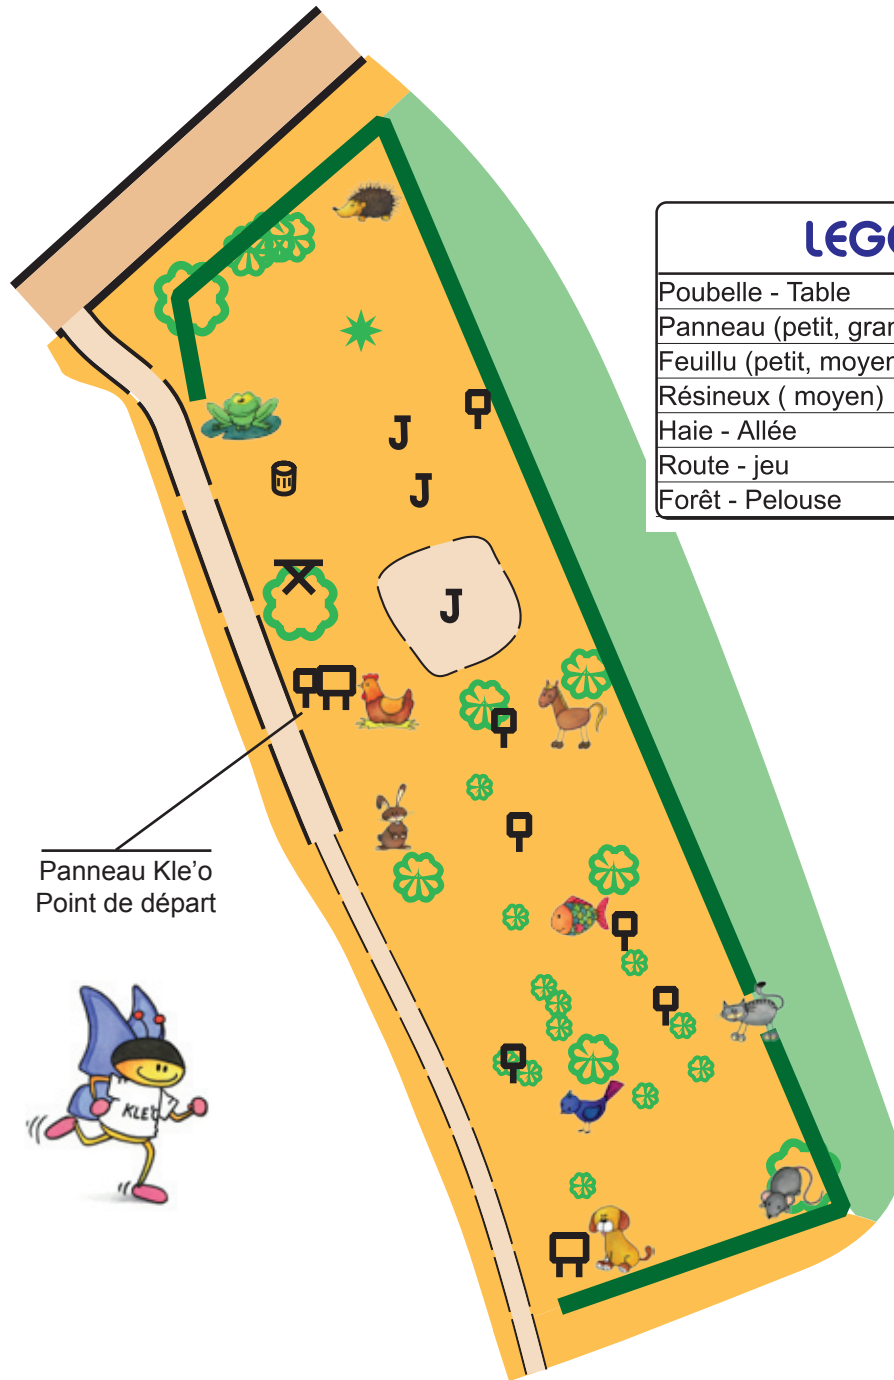 LEG
Poubelle - Table
Panneau (petit, gran
Feuillu (petit, moyen
Résineux ( moyen)
Haie - Allée
Route - jeu
Forêt - Pelouse
J
J
J
Panneau Kle'o
Point de départ
KLE'O